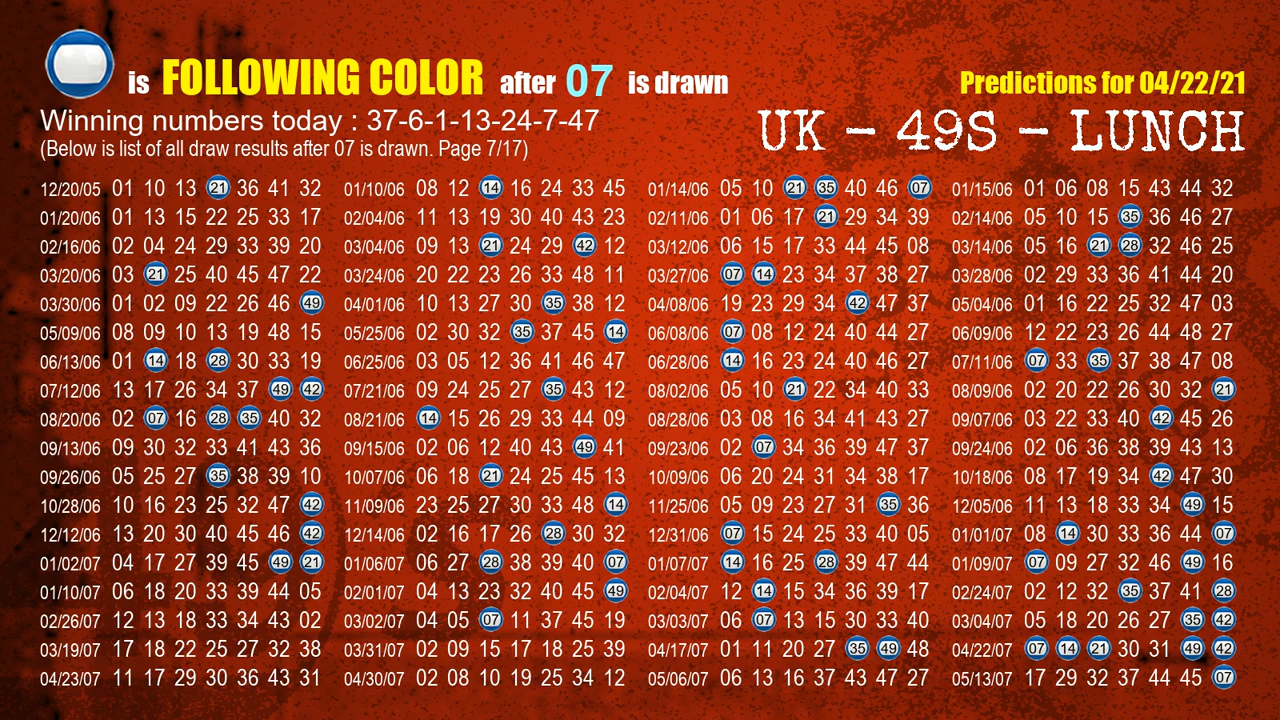 is FOLLOWING COLOR after 07 is drawn
Predictions for 04/22/21
Winning numbers today : 37-6-1-13-24-7-47
UK - 49S - LUNCH
(Below is list of all draw results after 07 is drawn. Page 7/17)
12/20/05 01 10 13 21 36 41 32 01/10/06 08 12 14 16 24 33 45 01/14/06 05 10 21 35 40 46 07 01/15/06 01 06 08 15 43 44 32
01/20/06 01 13 15 22 25 33 17 02/04/06 11 13 19 30 40 43 23 02/11/06 01 06 17 21 29 34 39 02/14/06 05 10 15 35 36 46 27
02/16/06 02 04 24 29 33 39 20 03/04/06 09 13 21 24 29 42 12 03/12/06 06 15 17 33 44 45 08 03/14/06 05 16 21 28 32 46 25
03/20/06 03 21 25 40 45 47 22 03/24/06 20 22 23 26 33 48 11 03/27/06 07 14 23 34 37 38 27 03/28/06 02 29 33 36 41 44 20
03/30/06 01 02 09 22 26 46 49 04/01/06 10 13 27 30 35 38 12 04/08/06 19 23 29 34 42 47 37 05/04/06 01 16 22 25 32 47 03
05/09/06 08 09 10 13 19 48 15 05/25/06 02 30 32 35 37 45 14 06/08/06 07 08 12 24 40 44 27 06/09/06 12 22 23 26 44 48 27
06/13/06 01 14 18 28 30 33 19 06/25/06 03 05 12 36 41 46 47 06/28/06 14 16 23 24 40 46 27 07/11/06 07 33 35 37 38 47 08
07/12/06 13 17 26 34 37 49 42 07/21/06 09 24 25 27 35 43 12 08/02/06 05 10 21 22 34 40 33 08/09/06 02 20 22 26 30 32 21
08/20/06 02 07 16 28 35 40 32 08/21/06 14 15 26 29 33 44 09 08/28/06 03 08 16 34 41 43 27 09/07/06 03 22 33 40 42 45 26
09/13/06 09 30 32 33 41 43 36 09/15/06 02 06 12 40 43 49 41 09/23/06 02 07 34 36 39 47 37 09/24/06 02 06 36 38 39 43 13
09/26/06 05 25 27 35 38 39 10 10/07/06 06 18 21 24 25 45 13 10/09/06 06 20 24 31 34 38 17 10/18/06 08 17 19 34 42 47 30
10/28/06 10 16 23 25 32 47 42 11/09/06 23 25 27 30 33 48 14 11/25/06 05 09 23 27 31 35 36 12/05/06 11 13 18 33 34 49 15
12/12/06 13 20 30 40 45 46 42 12/14/06 02 16 17 26 28 30 32 12/31/06 07 15 24 25 33 40 05 01/01/07 08 14 30 33 36 44 07
01/02/07 04 17 27 39 45 49 21 01/06/07 06 27 28 38 39 40 07 01/07/07 14 16 25 28 39 47 44 01/09/07 07 09 27 32 46 49 16
01/10/07 06 18 20 33 39 44 05 02/01/07 04 13 23 32 40 45 49 02/04/07 12 14 15 34 36 39 17 02/24/07 02 12 32 35 37 41 28
02/26/07 12 13 18 33 34 43 02 03/02/07 04 05 07 11 37 45 19 03/03/07 06 07 13 15 30 33 40 03/04/07 05 18 20 26 27 35 42
03/19/07 17 18 22 25 27 32 38 03/31/07 02 09 15 17 18 25 39 04/17/07 01 11 20 27 35 49 48 04/22/07 07 14 21 30 31 49 42
04/23/07 11 17 29 30 36 43 31 04/30/07 02 08 10 19 25 34 12 05/06/07 06 13 16 37 43 47 27 05/13/07 17 29 32 37 44 45 07